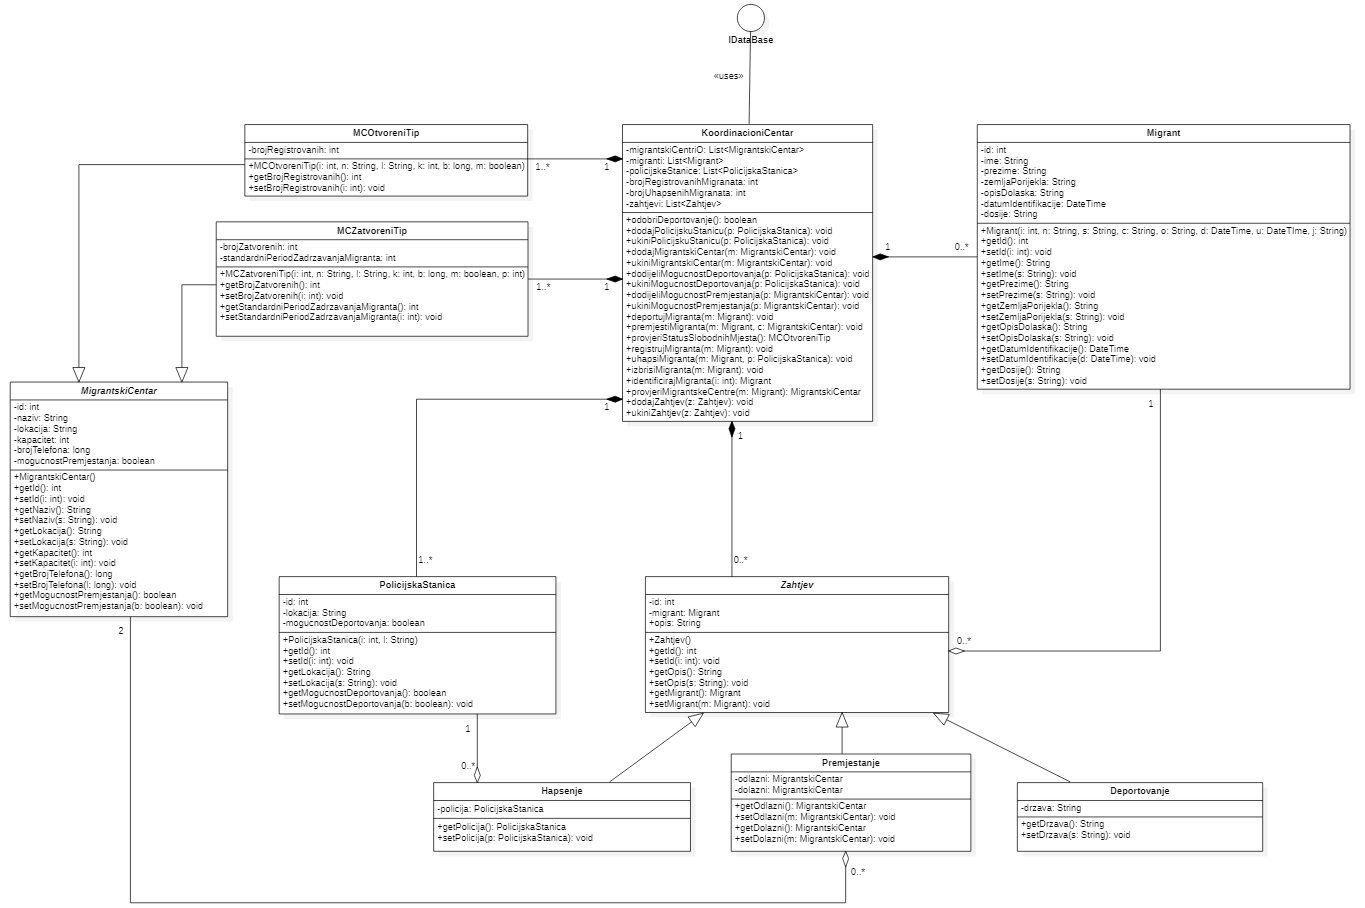 IDataBase
«uses»
MCOtvoreniTip
-brojRegistrovanih: int
+MCOtvoreniTip(i: int, n: String, l: String, k: int, b: long, m: boolean)
+getBrojRegistrovanih(): int
+setBrojRegistrovanih(i: int): void
1..*
1
MCZatvoreniTip
-brojZatvorenih: int
-standardniPeriodZadrzavanjaMigranta: int
+MCZatvoreniTip(i: int, n: String, l: String, k: int, b: long, m: boolean, p: int)
+getBrojZatvorenih(): int
+setBrojZatvorenih(i: int): void
+getStandardniPeriodZadrzavanjaMigranta(): int
+setStandardniPeriodZadrzavanjaMigranta(i: int): void
1..*
1
KoordinacioniCentar
-migrantskiCentriO: List<MigrantskiCentar>
-migranti: List<Migrant>
-policijskeStanice: List<PolicijskaStanica>
-brojRegistrovanihMigranata: int
-brojUhapsenihMigranata: int
-zahtjevi: List<Zahtjev>
+odobriDeportovanje(): boolean
+dodajPolicijskuStanicu(p: PolicijskaStanica): void
+ukiniPolicijskuStanicu(p: PolicijskaStanica): void
+dodajMigrantskiCentar(m: MigrantskiCentar): void
+ukiniMigrantskiCentar(m: MigrantskiCentar): void
+dodijeliMogucnostDeportovanja(p: PolicijskaStanica): void
+ukiniMogucnostDeportovanja(p: PolicijskaStanica): void
+dodijeliMogucnostPremjestanja(p: MigrantskiCentar): void
+ukiniMogucnostPremjestanja(p: MigrantskiCentar): void
+deportujMigranta(m: Migrant): void
+premjestiMigranta(m: Migrant, c: MigrantskiCentar): void
+provjeriStatusSlobodnihMjesta(): MCOtvoreniTip
+registrujMigranta(m: Migrant): void
+uhapsiMigranta(m: Migrant, p: PolicijskaStanica): void
+izbrisiMigranta(m: Migrant): void
+identificirajMigranta(i: int): Migrant
+provjeriMigrantskeCentre(m: Migrant): MigrantskiCentar
+dodajZahtjev(z: Zahtjev): void
+ukiniZahtjev(z: Zahtjev): void
1
0..*
Migrant
-id: int
-ime: String
-prezime: String
-zemljaPorijekla: String
-opisDolaska: String
-datumIdentifikacije: DateTime
-dosije: String
+Migrant(i: int, n: String, s: String, c: String, o: String, d: DateTime, u: DateTIme, j: String)
+getId(): int
+setId(i: int): void
+getIme(): String
+setIme(s: String): void
+getPrezime(): String
+setPrezime(s: String): void
+getZemljaPorijekla(): String
+setZemljaPorijekla(s: String): void
+getOpisDolaska(): String
+setOpisDolaska(s: String): void
+getDatumIdentifikacije(): DateTime
+setDatumIdentifikacije(d: DateTime): void
+getDosije(): String
+setDosije(s: String): void
1
MigrantskiCentar
-id: int
-naziv: String
-lokacija: String
-kapacitet: int
-brojTelefona: long
-mogucnostPremjestanja: boolean
+MigrantskiCentar()
+getId(): int
+setId(i: int): void
+getNaziv(): String
+setNaziv(s: String): void
+getLokacija(): String
+setLokacija(s: String): void
+getKapacitet(): int
+setKapacitet(i: int): void
+getBrojTelefona(): long
+setBrojTelefona(l: long): void
+getMogucnostPremjestanja(): boolean
+setMogucnostPremjestanja(b: boolean): void
2
1
1
1..*
0..*
PolicijskaStanica
-id: int
-lokacija: String
-mogucnostDeportovanja: boolean
+PolicijskaStanica(i: int, l: String)
+getId(): int
+setId(i: int): void
+getLokacija(): String
+setLokacija(s: String): void
+getMogucnostDeportovanja(): boolean
+setMogucnostDeportovanja(b: boolean): void
1
0..*
Zahtjev
-id: int
-migrant: Migrant
+opis: String
+Zahtjev()
+getId(): int
+setId(i: int): void
+getOpis(): String
+setOpis(s: String): void
+getMigrant(): Migrant
+setMigrant(m: Migrant): void
0..*
Hapsenje
-policija: PolicijskaStanica
+getPolicija(): PolicijskaStanica
+setPolicija(p: PolicijskaStanica): void
Premjestanje
-odlazni: MigrantskiCentar
-dolazni: MigrantskiCentar
+getOdlazni(): MigrantskiCentar
+setOdlazni(m: MigrantskiCentar): void
+getDolazni(): MigrantskiCentar
+setDolazni(m: MigrantskiCentar): void
0..*
Deportovanje
-drzava: String
+getDrzava(): String
+setDrzava(s: String): void